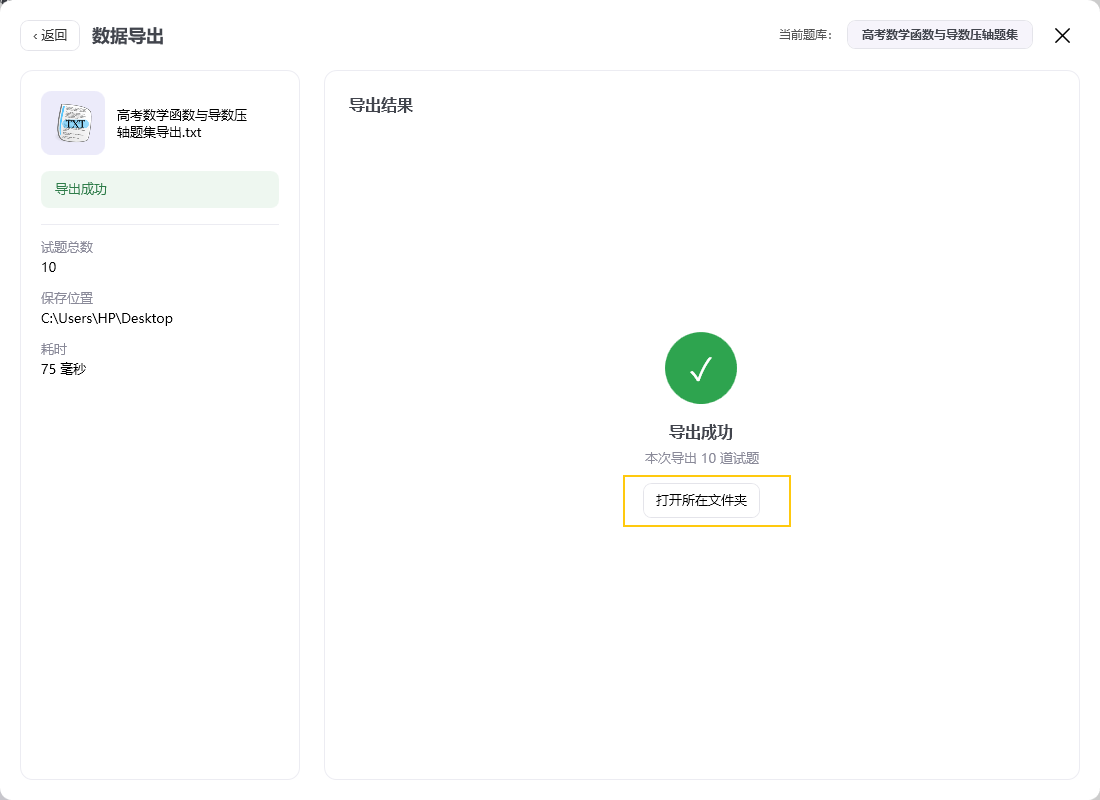 ‹ 返回
数据导出
当前题库：
高考数学函数与导数压轴题集
TXT
高考数学函数与导数压
轴题集导出.txt
导出成功
试题总数
10
保存位置
C:\Users\HP\Desktop
耗时
75 毫秒
导出结果
导出成功
本次导出 10 道试题
打开所在文件夹